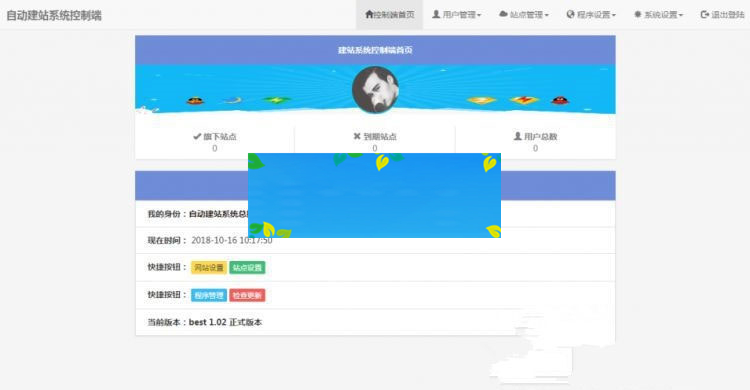 自动建站系统控制端
控制端首页 用户管理 站点管理 程序设置 系统设置 退出登陆
建站系统控制端首页
旗下站点 到期站点 用户总数
0 0 0
我的身份：自动建站系统总
现在时间： 2018-10-16 10:17:50
快捷按钮： 网站设置 站点设置
快捷按钮： 程序管理 检查更新
当前版本：best 1.02 正式版本